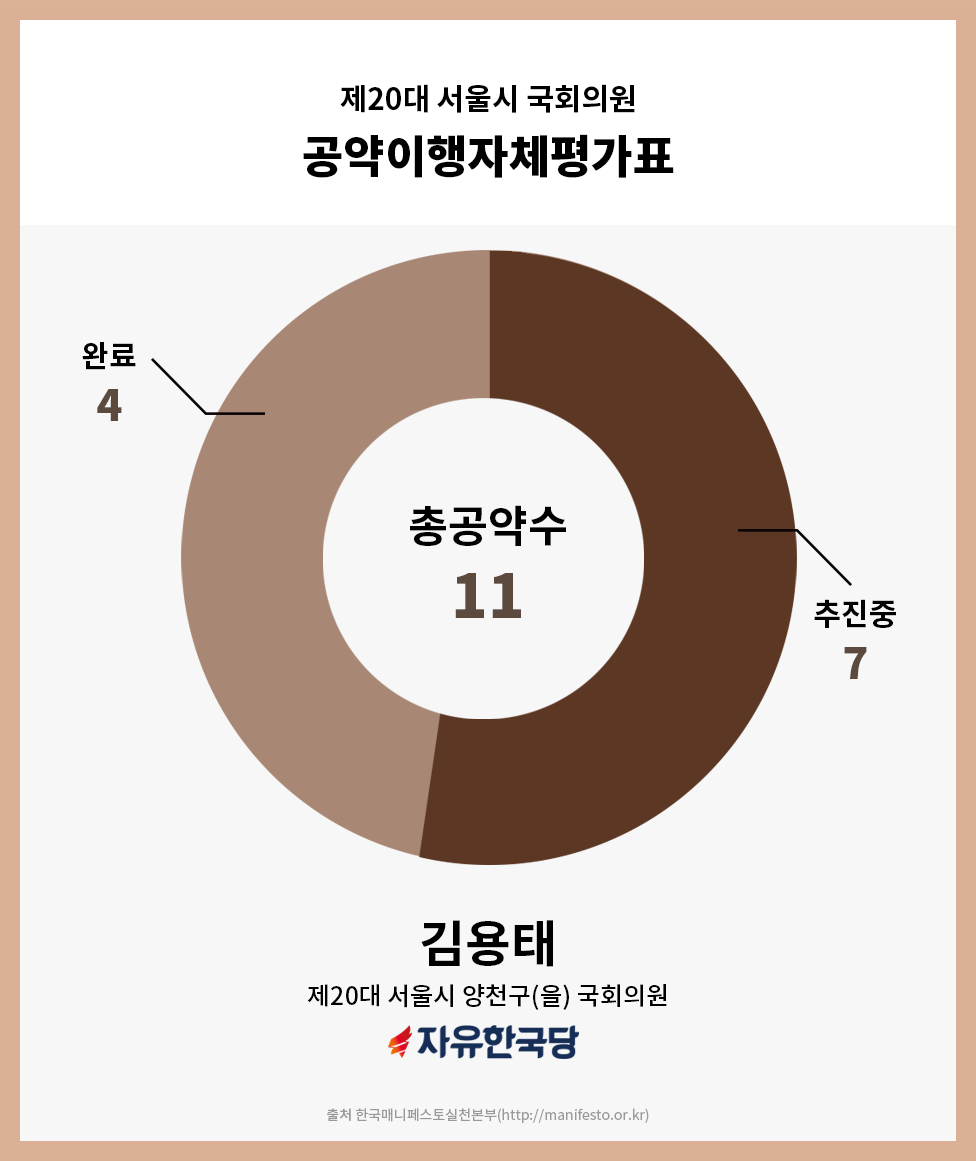 제20대 서울시 국회의원
공약이행자체평가표
완료
4
총공약수
11
추진중
7
김용태
제20대 서울시 양천구(을) 국회의원
자유한국당
출처 한국매니페스토실천본부(http://manifesto.or.kr)